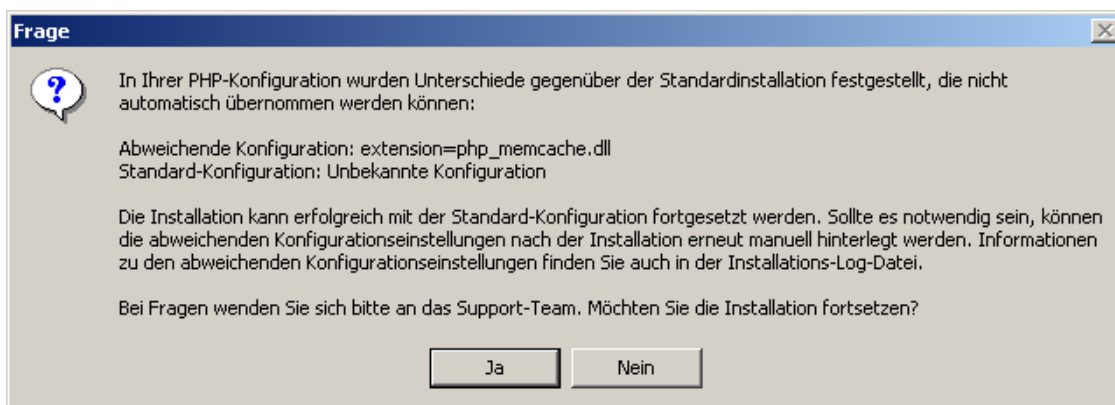 Frage
In Ihrer PHP-Konfiguration wurden Unterschiede gegenüber der Standardinstallation festgestellt, die nicht
automatisch übernommen werden können:
Abweichende Konfiguration: extension=php_memcache.dll
Standard-Konfiguration: Unbekannte Konfiguration
Die Installation kann erfolgreich mit der Standard-Konfiguration fortgesetzt werden. Sollte es notwendig sein, können
die abweichenden Konfigurationseinstellungen nach der Installation erneut manuell hinterlegt werden. Informationen
zu den abweichenden Konfigurationseinstellungen finden Sie auch in der Installations-Log-Datei.
Bei Fragen wenden Sie sich bitte an das Support-Team. Möchten Sie die Installation fortsetzen?
Ja
Nein